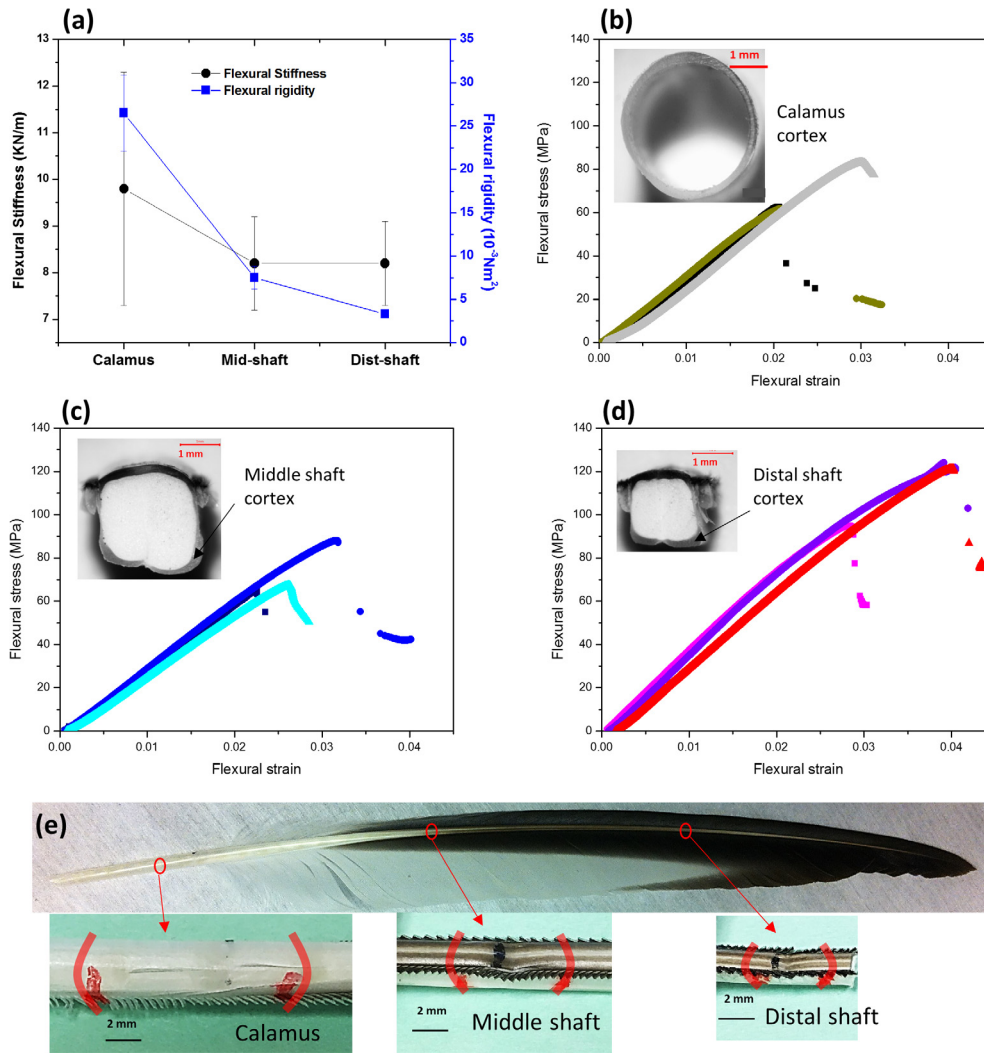 (a)
13
12
11
10
9
8
7
Flexural Stiffness (KN/m)
Flexural Stiffness
Flexural rigidity
35
30
25
20
15
10
5
0
Flexural rigidity (10⁻³Nm²)
Calamus Mid-shaft Dist-shaft
(b)
140
120
100
80
60
40
20
0
Flexural stress (MPa)
1 mm
Calamus
cortex
0.00 0.01 0.02 0.03 0.04
Flexural strain
(c)
140
120
100
80
60
40
20
0
Flexural stress (MPa)
1 mm
Middle shaft
cortex
0.00 0.01 0.02 0.03 0.04
Flexural strain
(d)
140
120
100
80
60
40
20
0
Flexural stress (MPa)
1 mm
Distal shaft
cortex
0.00 0.01 0.02 0.03 0.04
Flexural strain
(e)
2 mm
Calamus
2 mm
Middle shaft
2 mm
Distal shaft